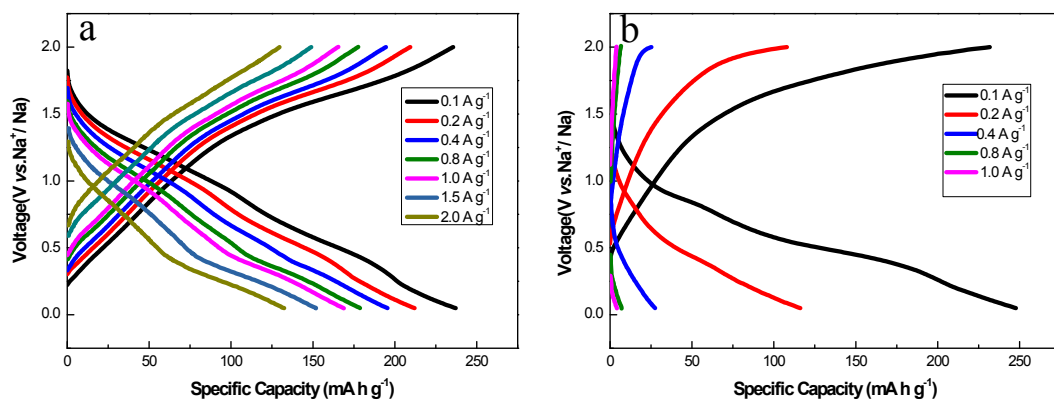 a
2.0
1.5
1.0
0.5
0.0
Voltage(V vs.Na⁺/ Na)
0.1 A g⁻¹
0.2 A g⁻¹
0.4 A g⁻¹
0.8 A g⁻¹
1.0 A g⁻¹
1.5 A g⁻¹
2.0 A g⁻¹
0 50 100 150 200 250
Specific Capacity (mA h g⁻¹)
b
2.0
1.5
1.0
0.5
0.0
Voltage(V vs.Na⁺/ Na)
0.1 A g⁻¹
0.2 A g⁻¹
0.4 A g⁻¹
0.8 A g⁻¹
1.0 A g⁻¹
0 50 100 150 200 250
Specific Capacity (mA h g⁻¹)